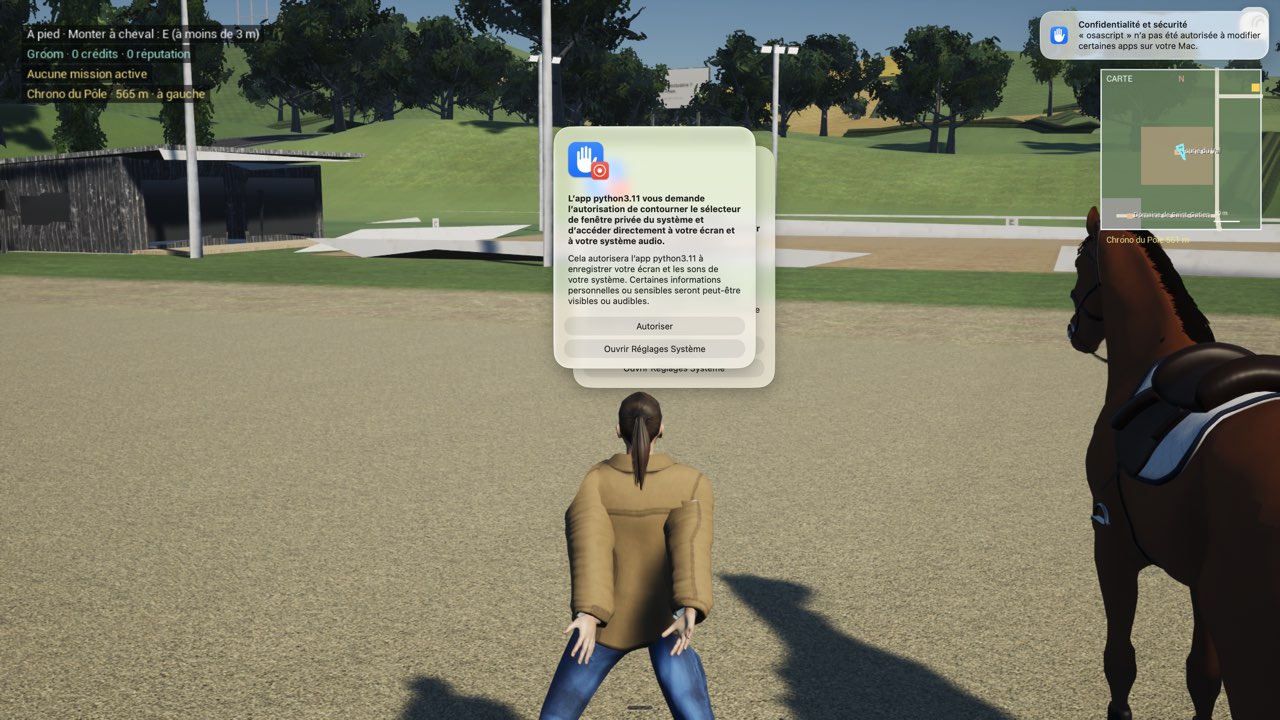 À pied · Monter à cheval : E (à moins de 3 m)
Groom · 0 crédits · 0 réputation
Aucune mission active
Chrono du Pôle · 565 m · à gauche
Confidentialité et sécurité
« osascript » n'a pas été autorisée à modifier
certaines apps sur votre Mac.
CARTE
N
Chrono du Pôle 561 m
L'app python3.11 vous demande
l'autorisation de contourner le sélecteur
de fenêtre privée du système et
d'accéder directement à votre écran et
à votre système audio.
Cela autorisera l'app python3.11 à
enregistrer votre écran et les sons de
votre système. Certaines informations
personnelles ou sensibles seront peut-être
visibles ou audibles.
Autoriser
Ouvrir Réglages Système
r
e
Ouvrir Réglages Système
E
E